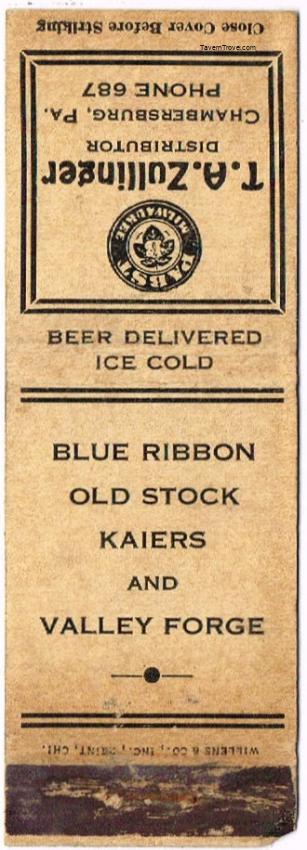 Close Cover Before Striking
TavernTrove.com
T.A. Zullinger
DISTRIBUTOR
CHAMBERSBURG, PA.
PHONE 687
PABST
MILWAUKEE
BEER DELIVERED
ICE COLD
BLUE RIBBON
OLD STOCK
KAIERS
AND
VALLEY FORGE
WILLENS & CO., INC., PRINT, CHI.